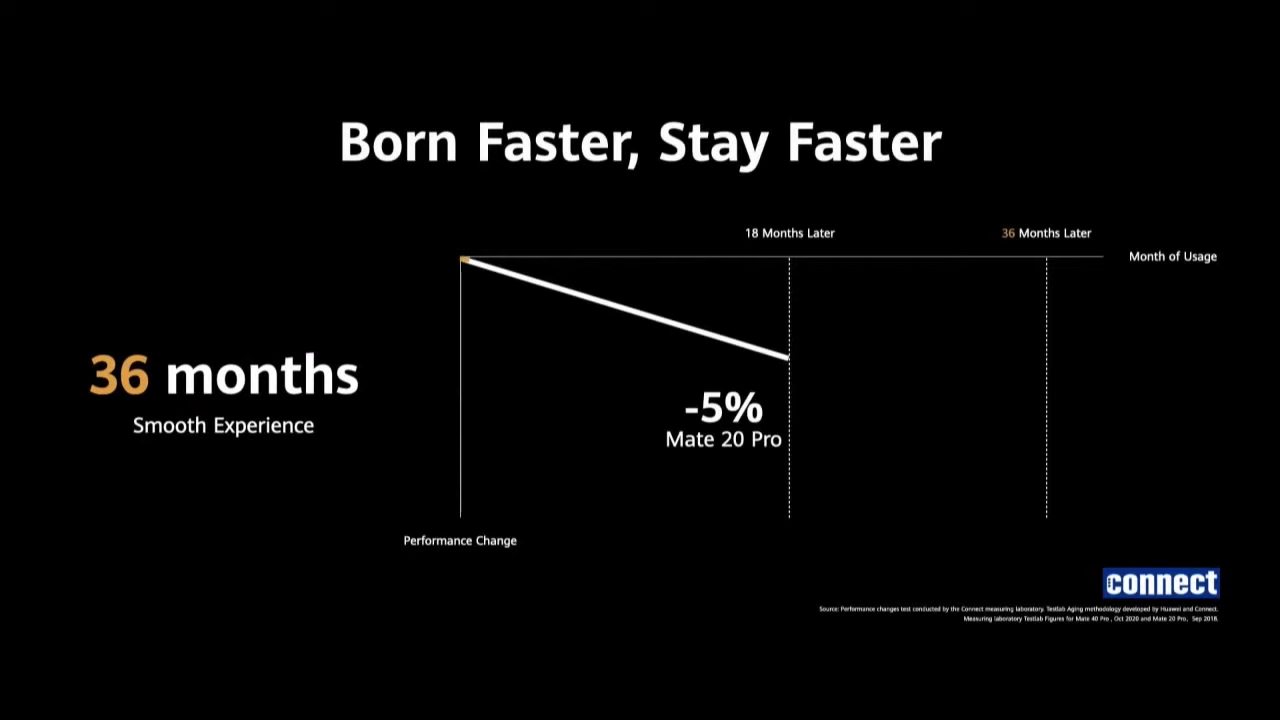 Born Faster, Stay Faster
18 Months Later
36 Months Later
Month of Usage
36 months
Smooth Experience
-5%
Mate 20 Pro
Performance Change
connect
Source: Performance changes test conducted by the Connect measuring laboratory. Testlab Aging methodology developed by Huawei and Connect.
Measuring laboratory Testlab Figures for Mate 40 Pro , Oct 2020 and Mate 20 Pro, Sep 2018.